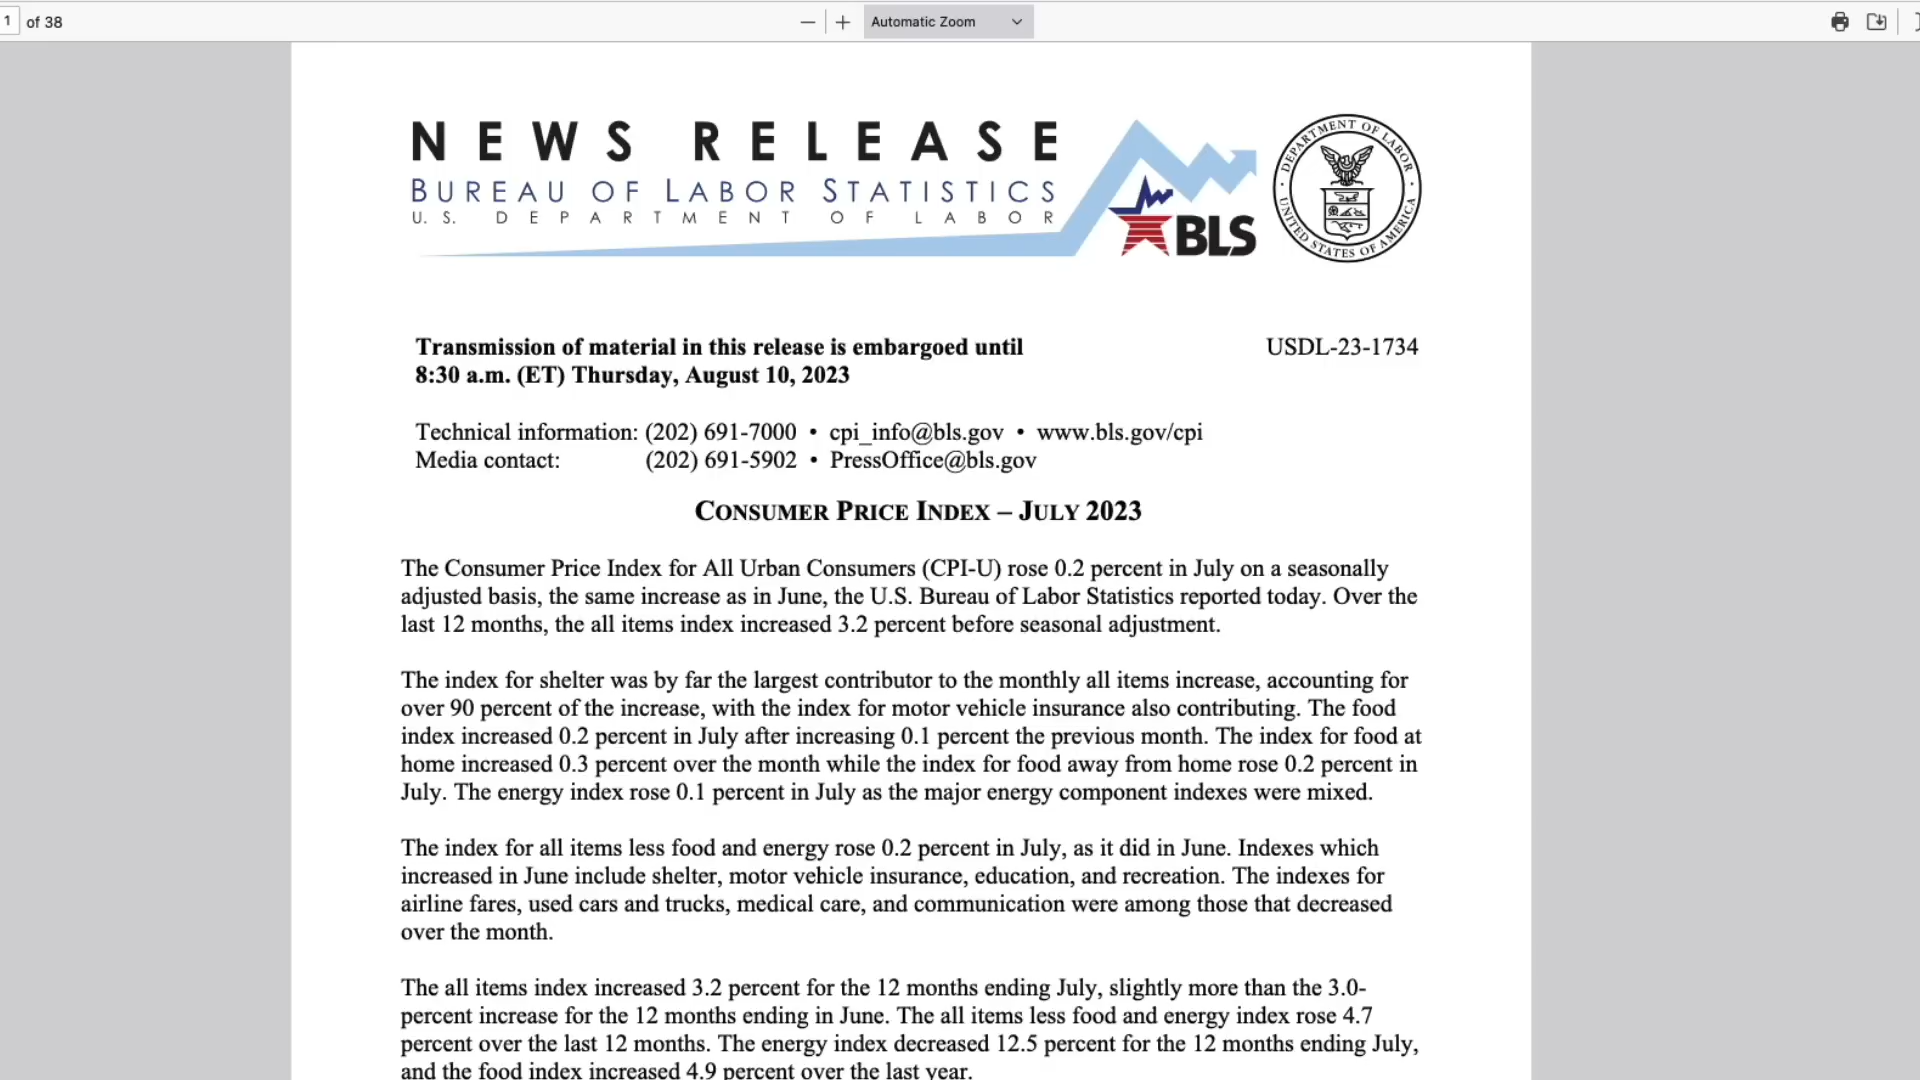 1 of 38
Automatic Zoom
NEWS RELEASE
BUREAU OF LABOR STATISTICS
U.S. DEPARTMENT OF LABOR
BLS
DEPARTMENT OF LABOR
UNITED STATES OF AMERICA
Transmission of material in this release is embargoed until USDL-23-1734
8:30 a.m. (ET) Thursday, August 10, 2023
Technical information: (202) 691-7000 • cpi_info@bls.gov • www.bls.gov/cpi
Media contact: (202) 691-5902 • PressOffice@bls.gov
CONSUMER PRICE INDEX – JULY 2023
The Consumer Price Index for All Urban Consumers (CPI-U) rose 0.2 percent in July on a seasonally
adjusted basis, the same increase as in June, the U.S. Bureau of Labor Statistics reported today. Over the
last 12 months, the all items index increased 3.2 percent before seasonal adjustment.
The index for shelter was by far the largest contributor to the monthly all items increase, accounting for
over 90 percent of the increase, with the index for motor vehicle insurance also contributing. The food
index increased 0.2 percent in July after increasing 0.1 percent the previous month. The index for food at
home increased 0.3 percent over the month while the index for food away from home rose 0.2 percent in
July. The energy index rose 0.1 percent in July as the major energy component indexes were mixed.
The index for all items less food and energy rose 0.2 percent in July, as it did in June. Indexes which
increased in June include shelter, motor vehicle insurance, education, and recreation. The indexes for
airline fares, used cars and trucks, medical care, and communication were among those that decreased
over the month.
The all items index increased 3.2 percent for the 12 months ending July, slightly more than the 3.0-
percent increase for the 12 months ending in June. The all items less food and energy index rose 4.7
percent over the last 12 months. The energy index decreased 12.5 percent for the 12 months ending July,
and the food index increased 4.9 percent over the last year.